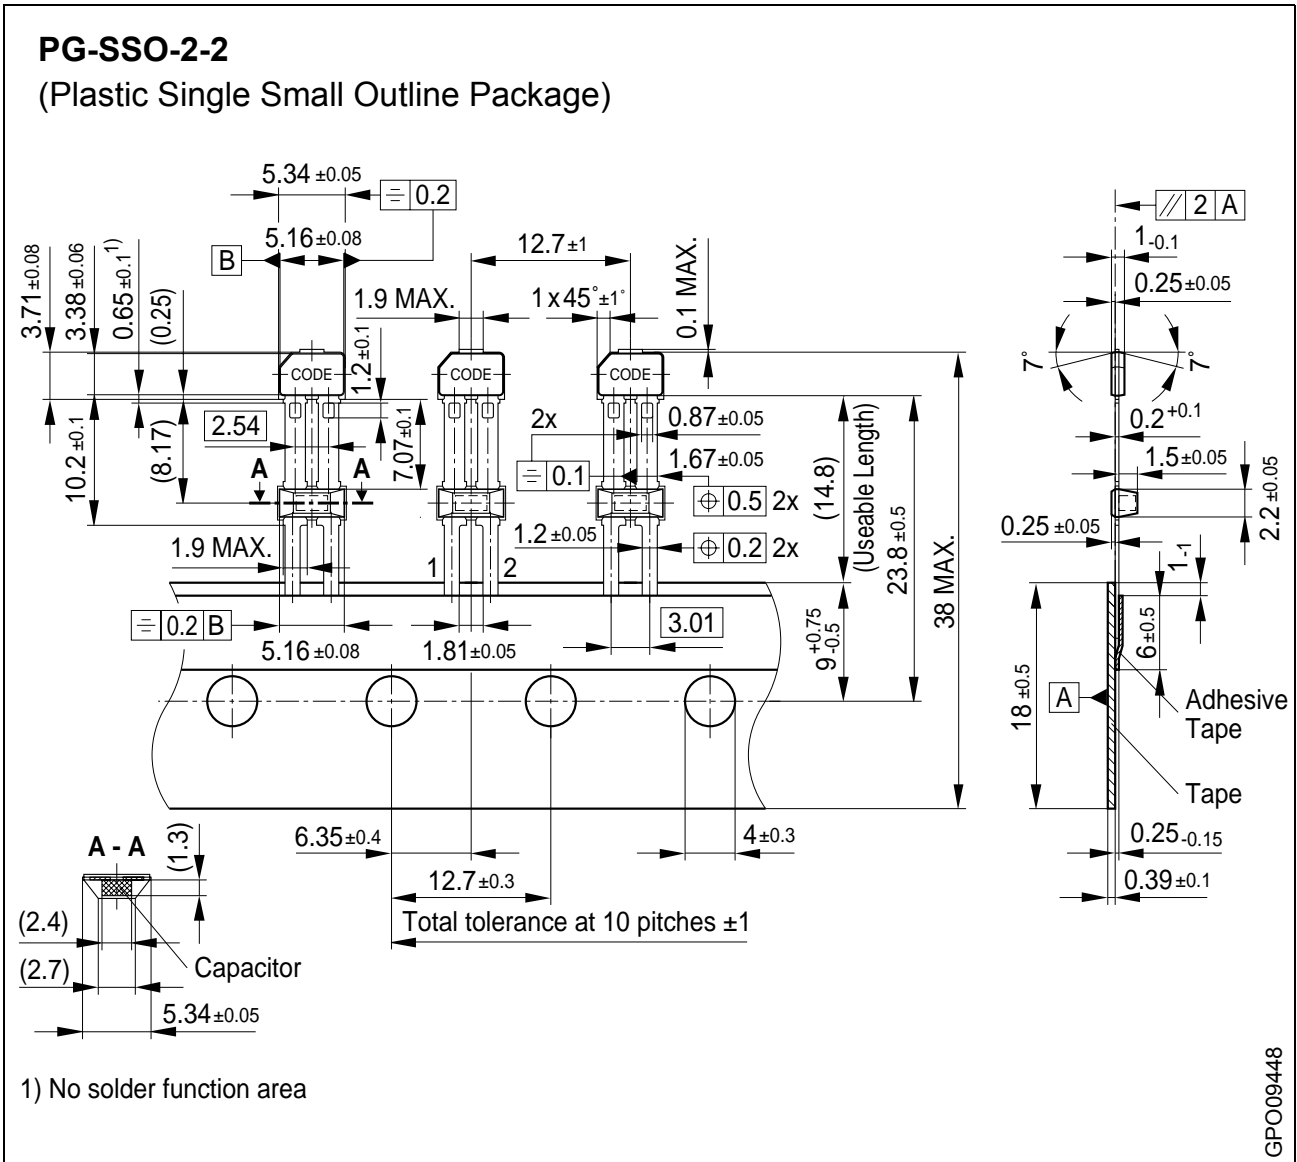 PG-SSO-2-2
(Plastic Single Small Outline Package)
5.34 ±0.05
⌯ 0.2
5.16±0.08
B
12.7±1
1.9 MAX.
1 x 45°±1°
0.1 MAX.
3.71±0.08
3.38±0.06
0.65±0.1 1)
(0.25)
1.2±0.1
CODE
CODE
CODE
// 2 A
1 -0.1
0.25±0.05
7°
7°
0.2 +0.1
1.5±0.05
2.2±0.05
0.25 ±0.05
10.2±0.1
(8.17)
2.54
7.07±0.1
A
A
2x
0.87±0.05
⌯ 0.1
1.67±0.05
⌖ 0.5 2x
1.2±0.05
⌖ 0.2 2x
(14.8)
(Useable Length)
23.8±0.5
38 MAX.
1.9 MAX.
1
2
⌯ 0.2 B
5.16±0.08
1.81±0.05
3.01
9 +0.75 -0.5
1 -1
6±0.5
18±0.5
A
Adhesive
Tape
Tape
6.35±0.4
4±0.3
0.25 -0.15
12.7±0.3
0.39±0.1
Total tolerance at 10 pitches ±1
A - A
(1.3)
(2.4)
(2.7)
Capacitor
5.34±0.05
1) No solder function area
GPO09448